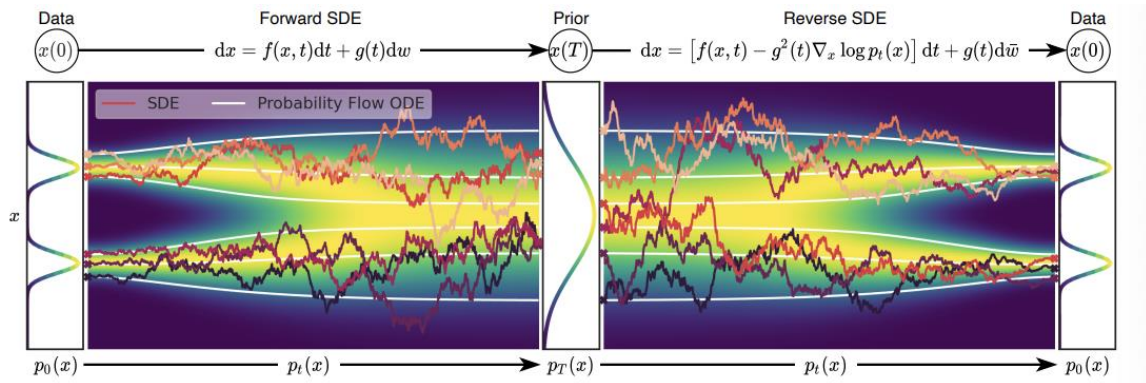 Data Forward SDE Prior Reverse SDE Data
x(0) dx = f(x,t)dt + g(t)dw x(T) dx = [f(x,t) − g²(t)∇ₓ log pₜ(x)] dt + g(t)dw̄ x(0)
SDE Probability Flow ODE
x
p₀(x) pₜ(x) p_T(x) pₜ(x) p₀(x)